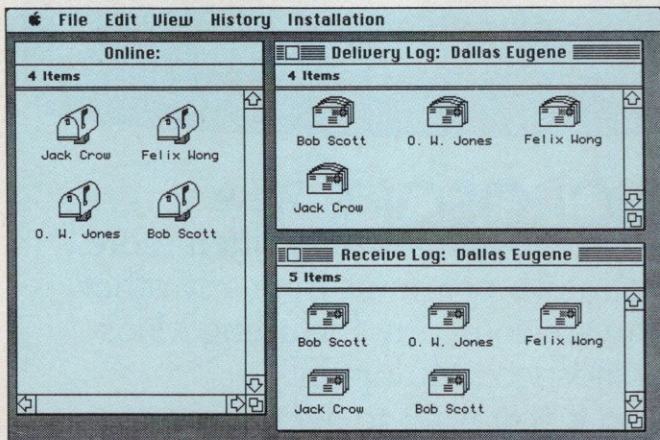 File Edit View History Installation
Online:
4 Items
Jack Crow Felix Wong
O. W. Jones Bob Scott
Delivery Log: Dallas Eugene
4 Items
Bob Scott O. W. Jones Felix Wong
Jack Crow
Receive Log: Dallas Eugene
5 Items
Bob Scott O. W. Jones Felix Wong
Jack Crow Bob Scott